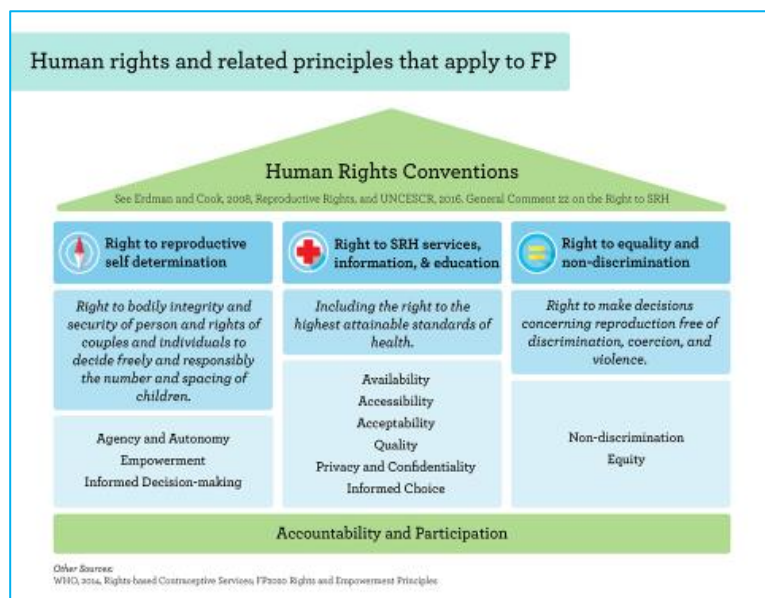 Human rights and related principles that apply to FP
Human Rights Conventions
See Erdman and Cook, 2008, Reproductive Rights, and UNCESCR, 2016. General Comment 22 on the Right to SRH
Right to reproductive
self determination
Right to bodily integrity and
security of person and rights of
couples and individuals to
decide freely and responsibly
the number and spacing of
children.
Agency and Autonomy
Empowerment
Informed Decision-making
Right to SRH services,
information, & education
Including the right to the
highest attainable standards of
health.
Availability
Accessibility
Acceptability
Quality
Privacy and Confidentiality
Informed Choice
Right to equality and
non-discrimination
Right to make decisions
concerning reproduction free of
discrimination, coercion, and
violence.
Non-discrimination
Equity
Accountability and Participation
Other Sources:
WHO, 2014, Rights-based Contraceptive Services; FP2020 Rights and Empowerment Principles